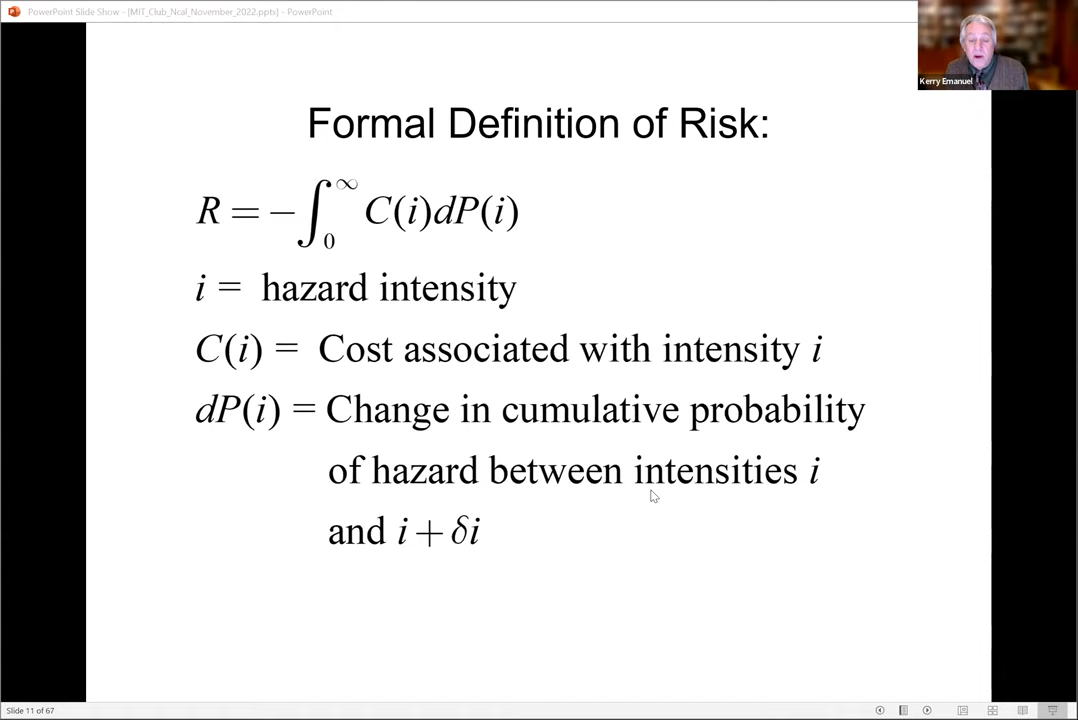 PowerPoint Slide Show - [MIT_Club_Ncal_November_2022.pptx] - PowerPoint
Kerry Emanuel
Formal Definition of Risk:
R = −∫₀^∞ C(i)dP(i)
i = hazard intensity
C(i) = Cost associated with intensity i
dP(i) = Change in cumulative probability
of hazard between intensities i
and i + δi
Slide 11 of 67